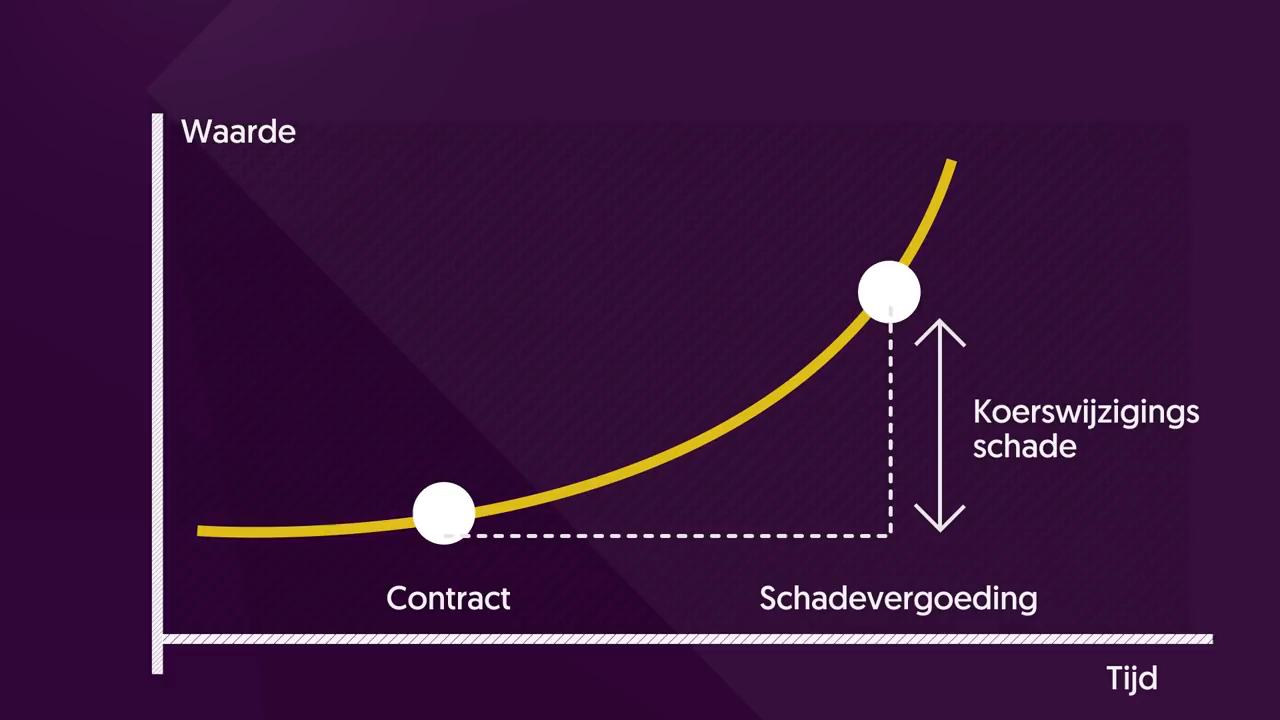 Waarde
Koerswijzigings
schade
Contract
Schadevergoeding
Tijd